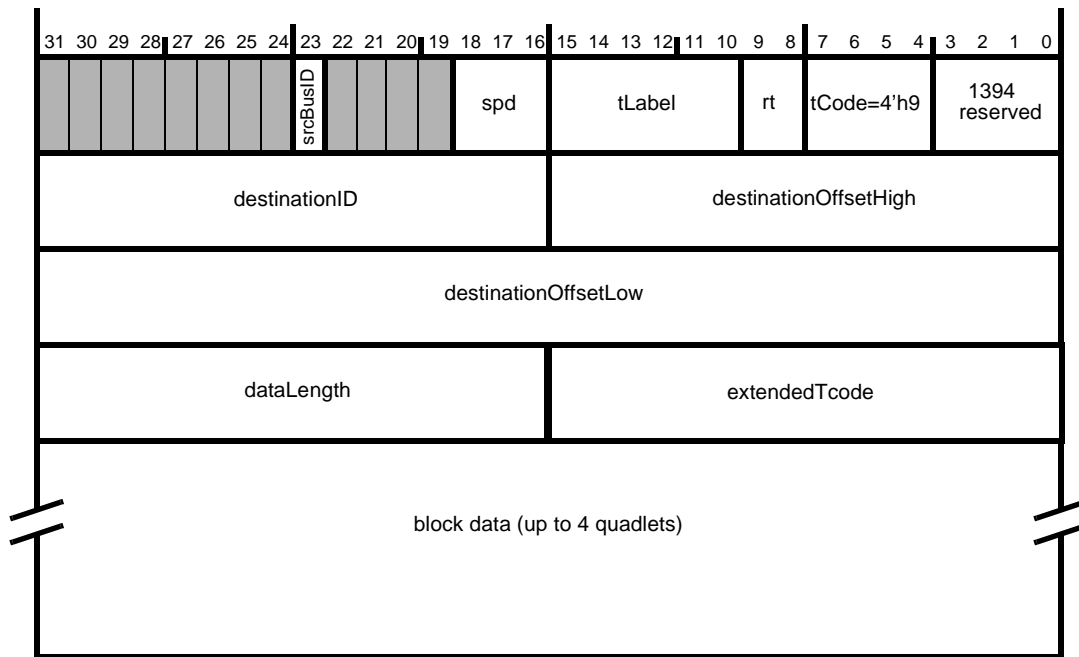 31 30 29 28 27 26 25 24 23 22 21 20 19 18 17 16 15 14 13 12 11 10 9 8 7 6 5 4 3 2 1 0
srcBusID
spd
tLabel
rt
tCode=4'h9
1394
reserved
destinationID
destinationOffsetHigh
destinationOffsetLow
dataLength
extendedTcode
block data (up to 4 quadlets)